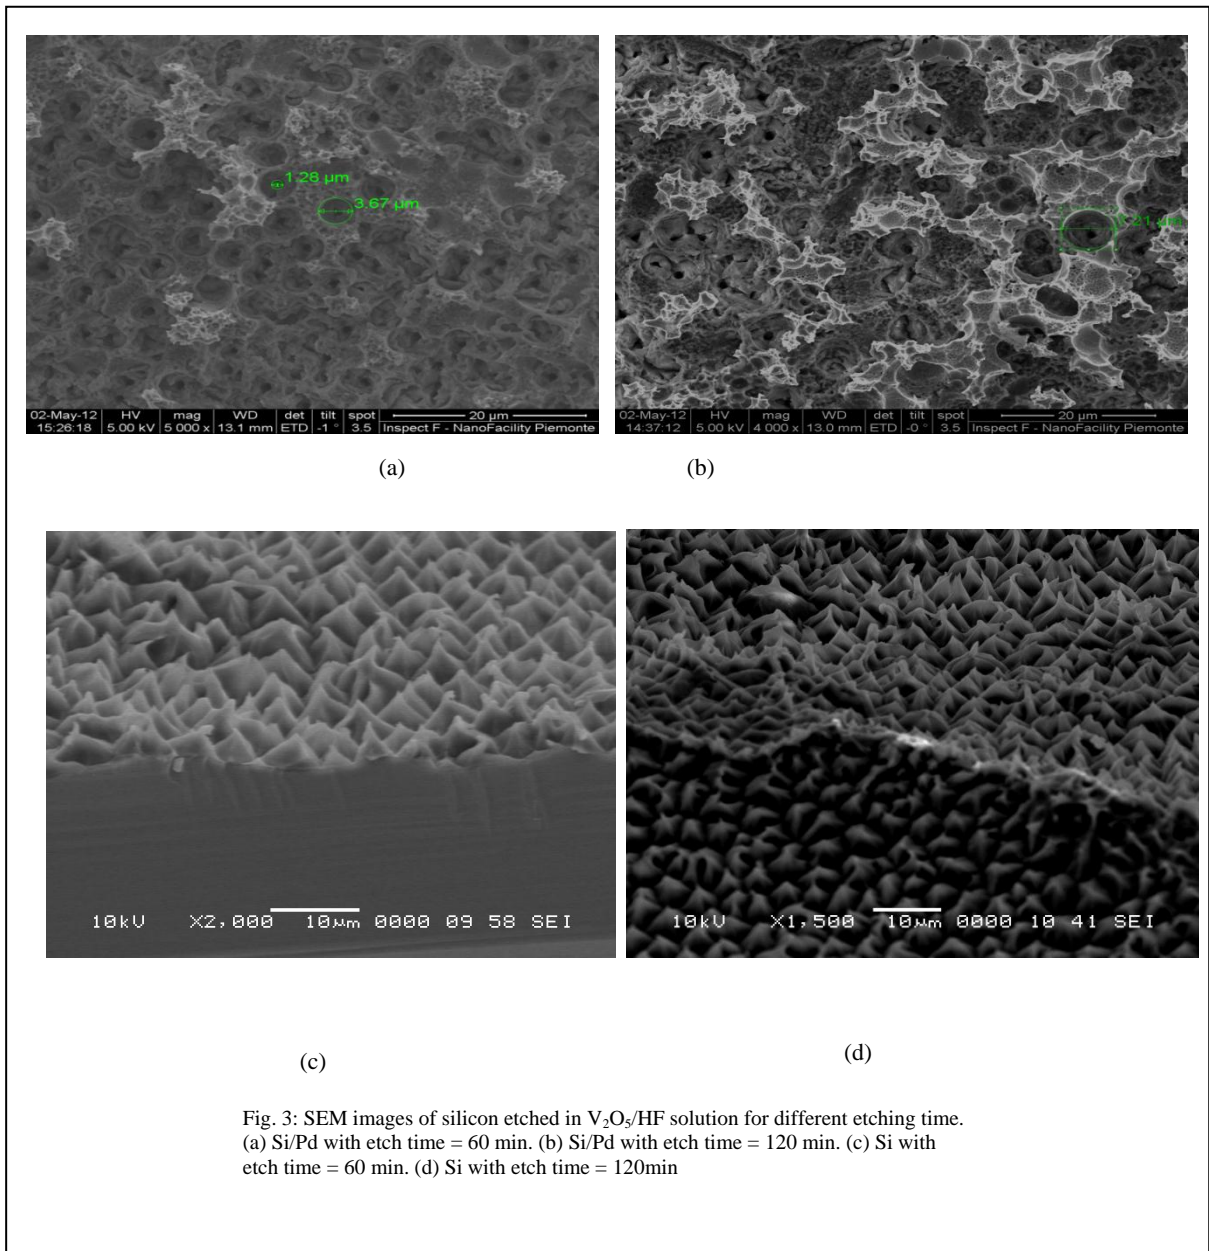 1.28 µm
3.67 µm
02-May-12 HV mag WD det tilt spot 20 µm
15:26:18 5.00 kV 5 000 x 13.1 mm ETD -1 ° 3.5 Inspect F - NanoFacility Piemonte
02-May-12 HV mag WD det tilt spot 20 µm
14:37:12 5.00 kV 4 000 x 13.0 mm ETD -0 ° 3.5 Inspect F - NanoFacility Piemonte
(a) (b)
10kV X2,000 10µm 0000 09 58 SEI
10kV X1,500 10µm 0000 10 41 SEI
(c) (d)
Fig. 3: SEM images of silicon etched in V₂O₅/HF solution for different etching time.
(a) Si/Pd with etch time = 60 min. (b) Si/Pd with etch time = 120 min. (c) Si with
etch time = 60 min. (d) Si with etch time = 120min